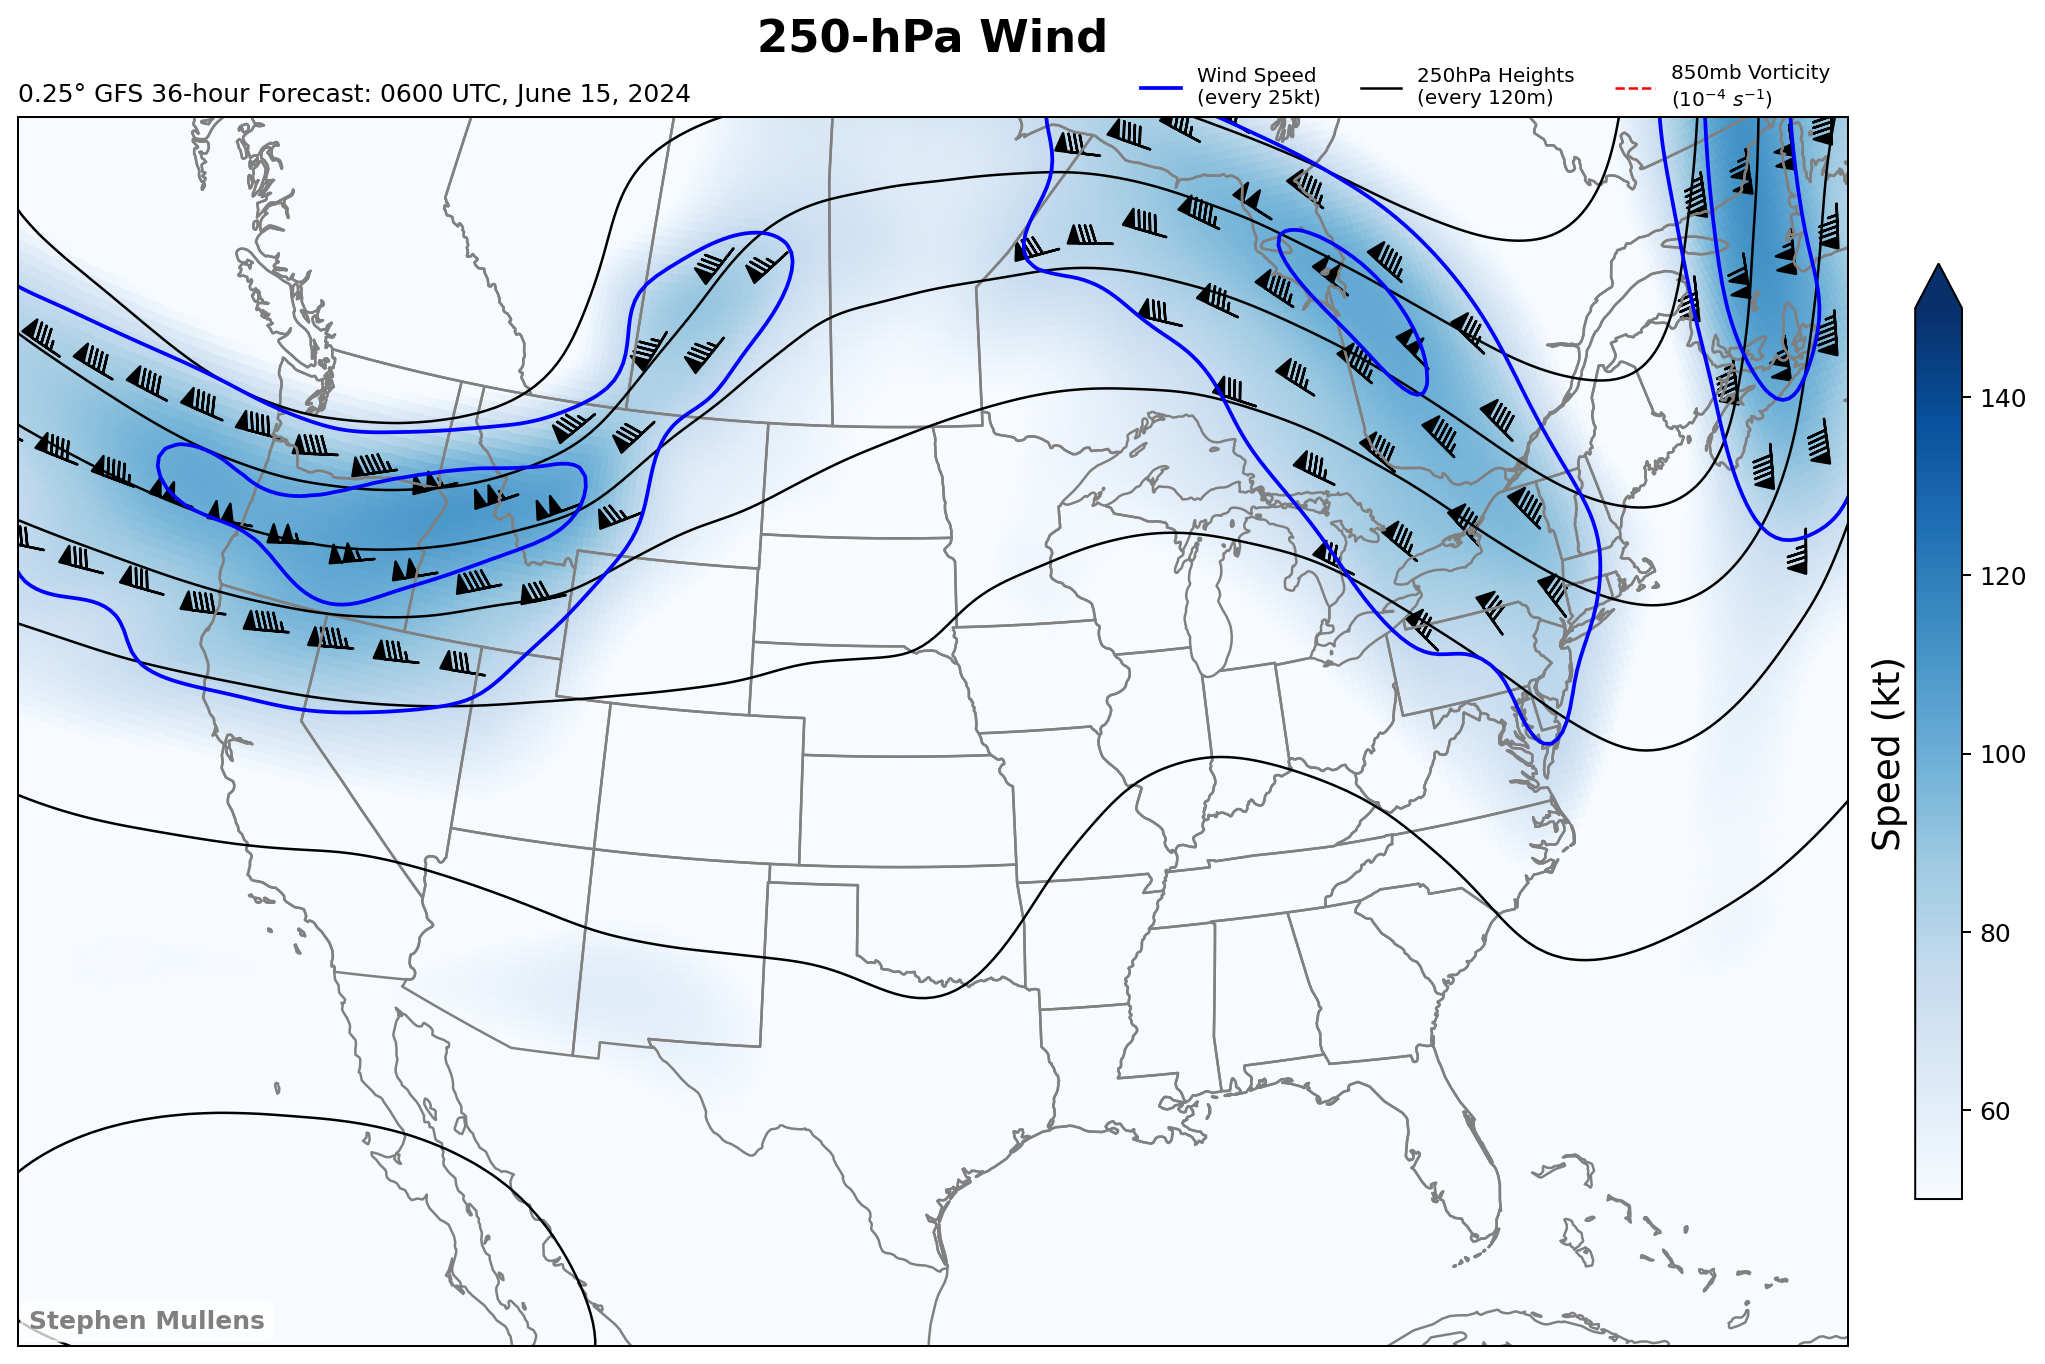 250-hPa Wind
0.25° GFS 36-hour Forecast: 0600 UTC, June 15, 2024
Wind Speed
(every 25kt)
250hPa Heights
(every 120m)
850mb Vorticity
(10⁻⁴ s⁻¹)
140
120
100
80
60
Speed (kt)
Stephen Mullens